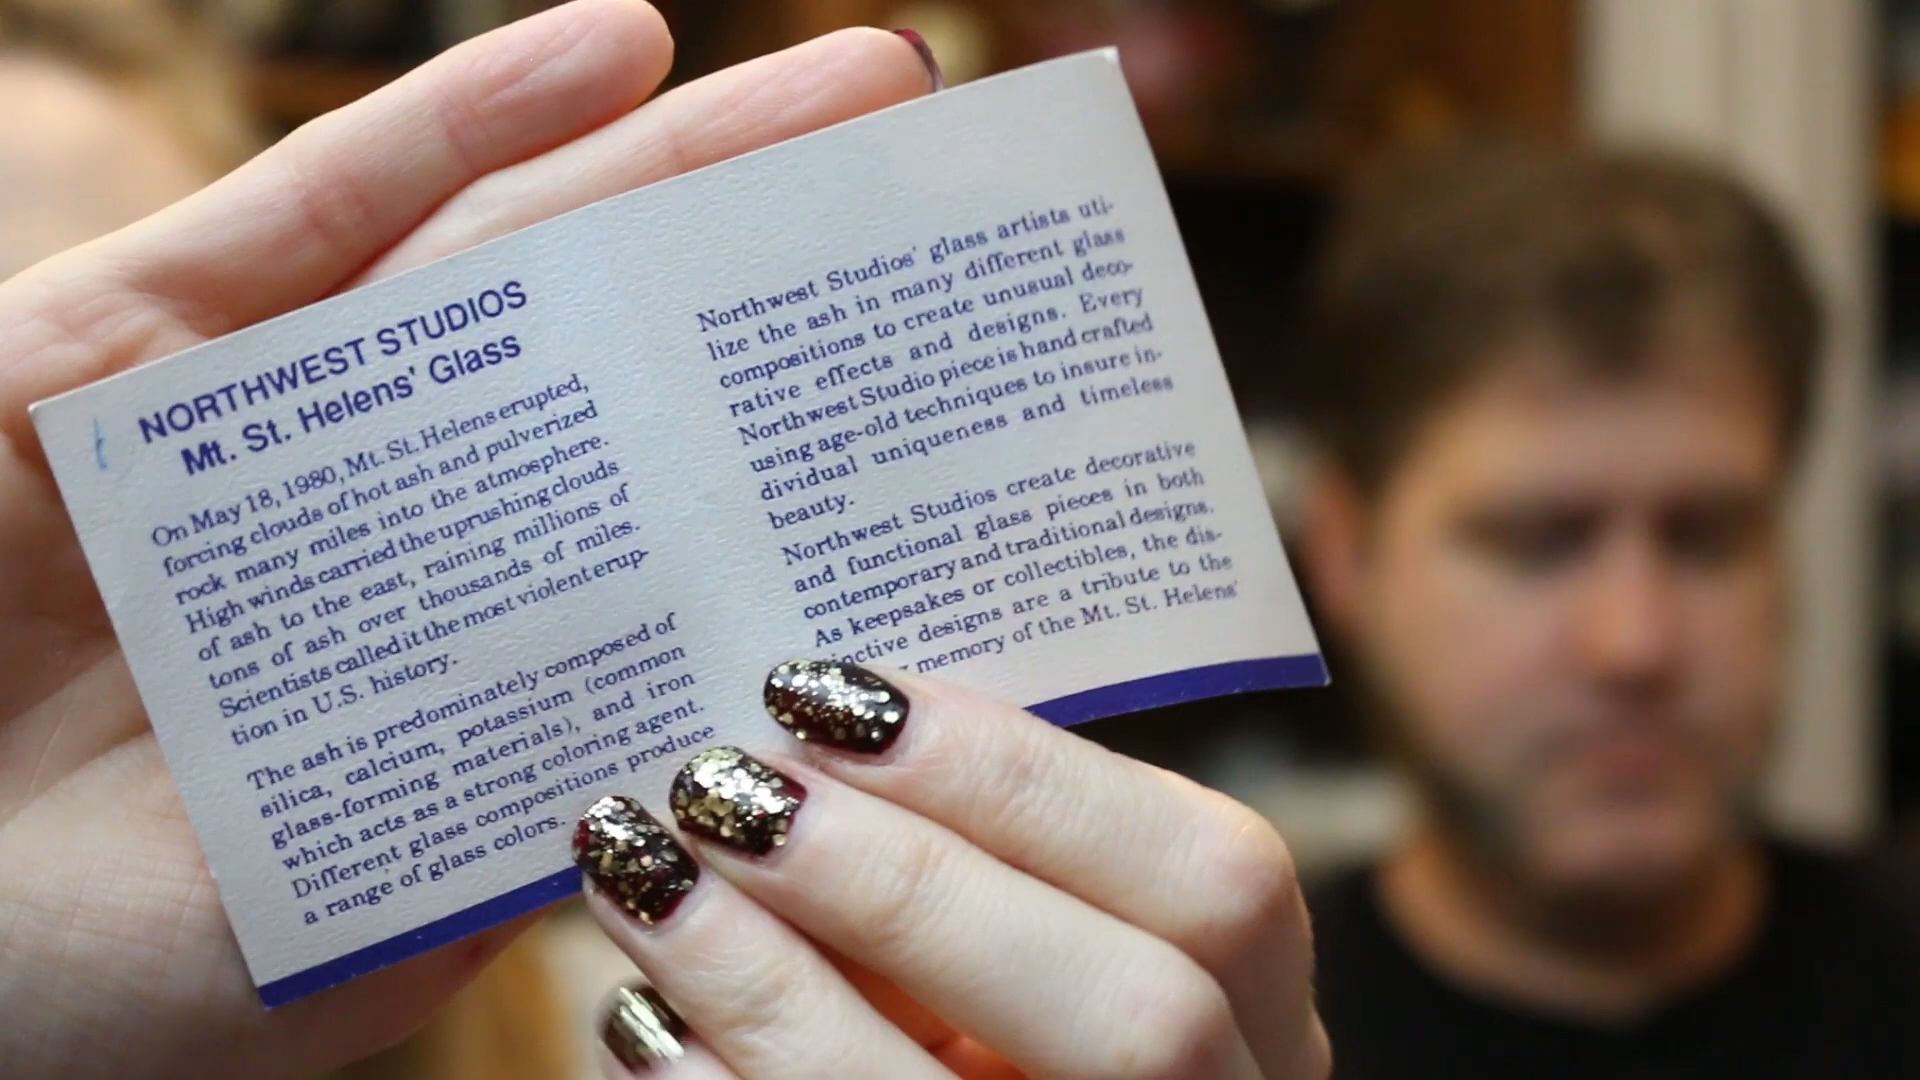 NORTHWEST STUDIOS
Mt. St. Helens' Glass
On May 18, 1980, Mt. St. Helens erupted,
forcing clouds of hot ash and pulverized
rock many miles into the atmosphere.
High winds carried the uprushing clouds
of ash to the east, raining millions of
tons of ash over thousands of miles.
Scientists called it the most violent erup-
tion in U.S. history.
The ash is predominately composed of
silica, calcium, potassium (common
glass-forming materials), and iron
which acts as a strong coloring agent.
Different glass compositions produce
a range of glass colors.
Northwest Studios' glass artists uti-
lize the ash in many different glass
compositions to create unusual deco-
rative effects and designs. Every
Northwest Studio piece is hand crafted
using age-old techniques to insure in-
dividual uniqueness and timeless
beauty.
Northwest Studios create decorative
and functional glass pieces in both
contemporary and traditional designs.
As keepsakes or collectibles, the dis-
tinctive designs are a tribute to the
memory of the Mt. St. Helens'